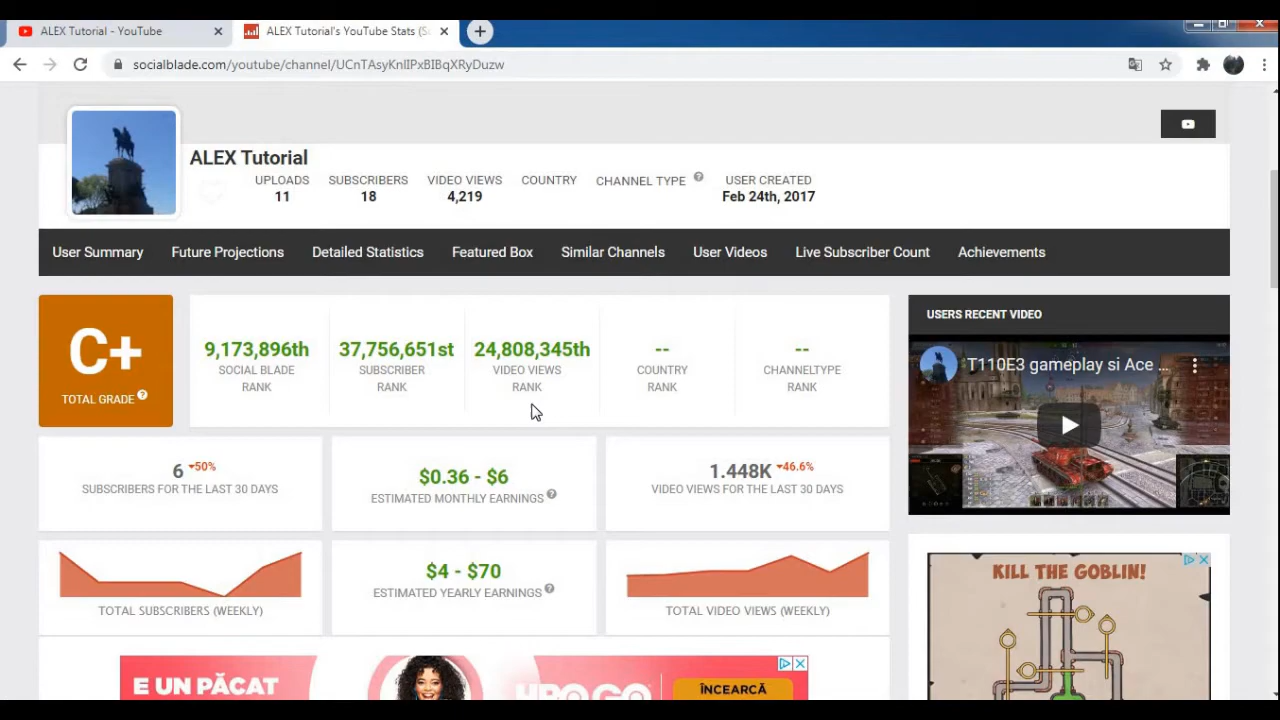 ALEX Tutorial - YouTube
ALEX Tutorial's YouTube Stats (S
socialblade.com/youtube/channel/UCnTAsyKnlIPxBIBqXRyDuzw
ALEX Tutorial
UPLOADS
11
SUBSCRIBERS
18
VIDEO VIEWS
4,219
COUNTRY
CHANNEL TYPE
USER CREATED
Feb 24th, 2017
User Summary
Future Projections
Detailed Statistics
Featured Box
Similar Channels
User Videos
Live Subscriber Count
Achievements
C+
TOTAL GRADE
9,173,896th
SOCIAL BLADE
RANK
37,756,651st
SUBSCRIBER
RANK
24,808,345th
VIDEO VIEWS
RANK
--
COUNTRY
RANK
--
CHANNELTYPE
RANK
USERS RECENT VIDEO
T110E3 gameplay si Ace ...
6 50%
SUBSCRIBERS FOR THE LAST 30 DAYS
$0.36 - $6
ESTIMATED MONTHLY EARNINGS
1.448K 46.6%
VIDEO VIEWS FOR THE LAST 30 DAYS
TOTAL SUBSCRIBERS (WEEKLY)
$4 - $70
ESTIMATED YEARLY EARNINGS
TOTAL VIDEO VIEWS (WEEKLY)
KILL THE GOBLIN!
E UN PĂCAT
HBO GO
ÎNCEARCĂ